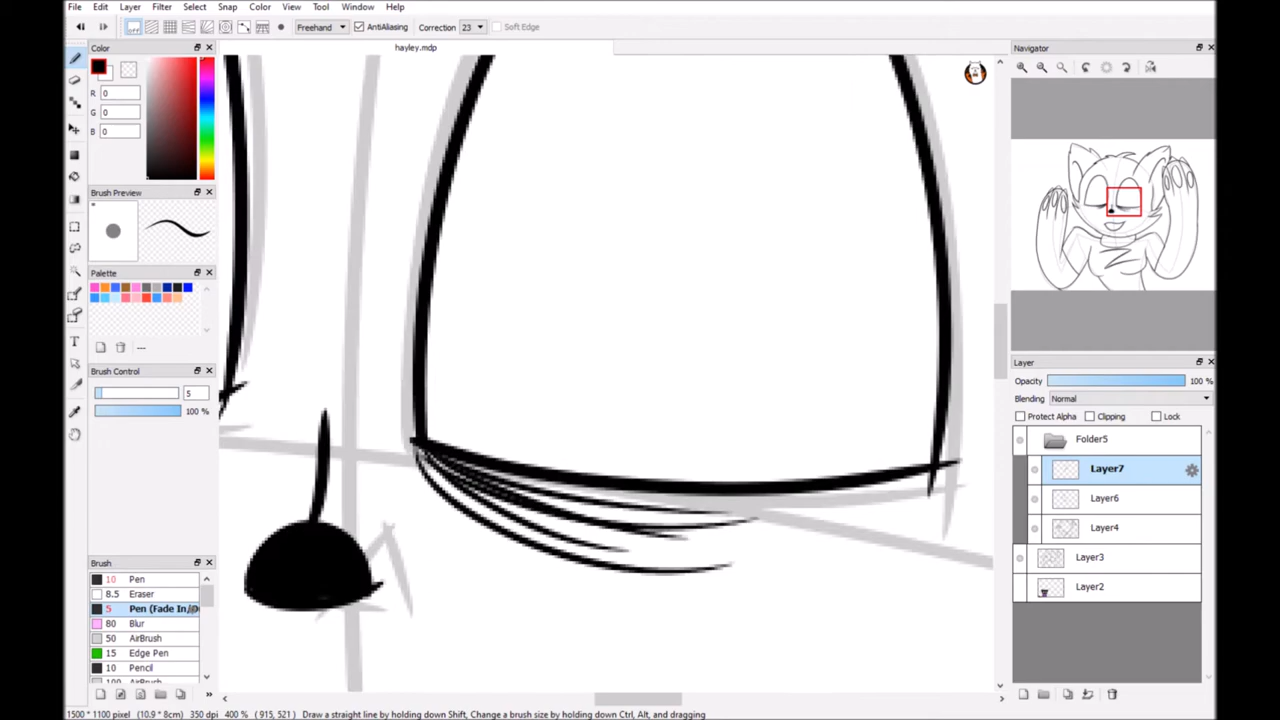 File Edit Layer Filter Select Snap Color View Tool Window Help
off Freehand AntiAliasing Correction 23 Soft Edge
hayley.mdp
Color
R 0
G 0
B 0
Brush Preview
Palette
---
Brush Control
5
100 %
Brush
10 Pen
8.5 Eraser
5 Pen (Fade In/O
80 Blur
50 AirBrush
15 Edge Pen
10 Pencil
100 AirBrush
Navigator
Layer
Opacity 100 %
Blending Normal
Protect Alpha Clipping Lock
Folder5
Layer7
Layer6
Layer4
Layer3
Layer2
1500 * 1100 pixel (10.9 * 8cm) 350 dpi 400 % ( 915, 521 ) Draw a straight line by holding down Shift, Change a brush size by holding down Ctrl, Alt, and dragging